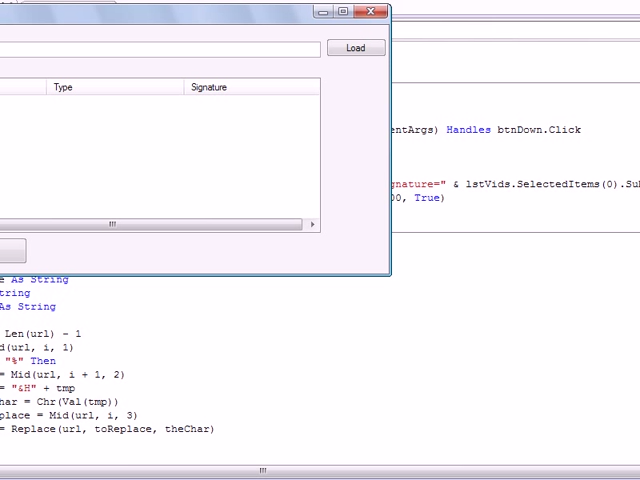 Load
Type Signature
entArgs) Handles btnDown.Click
gnature=" & lstVids.SelectedItems(0).Su
00, True)
e As String
tring
As String
Len(url) - 1
d(url, i, 1)
"%" Then
= Mid(url, i + 1, 2)
= "&H" + tmp
har = Chr(Val(tmp))
place = Mid(url, i, 3)
= Replace(url, toReplace, theChar)